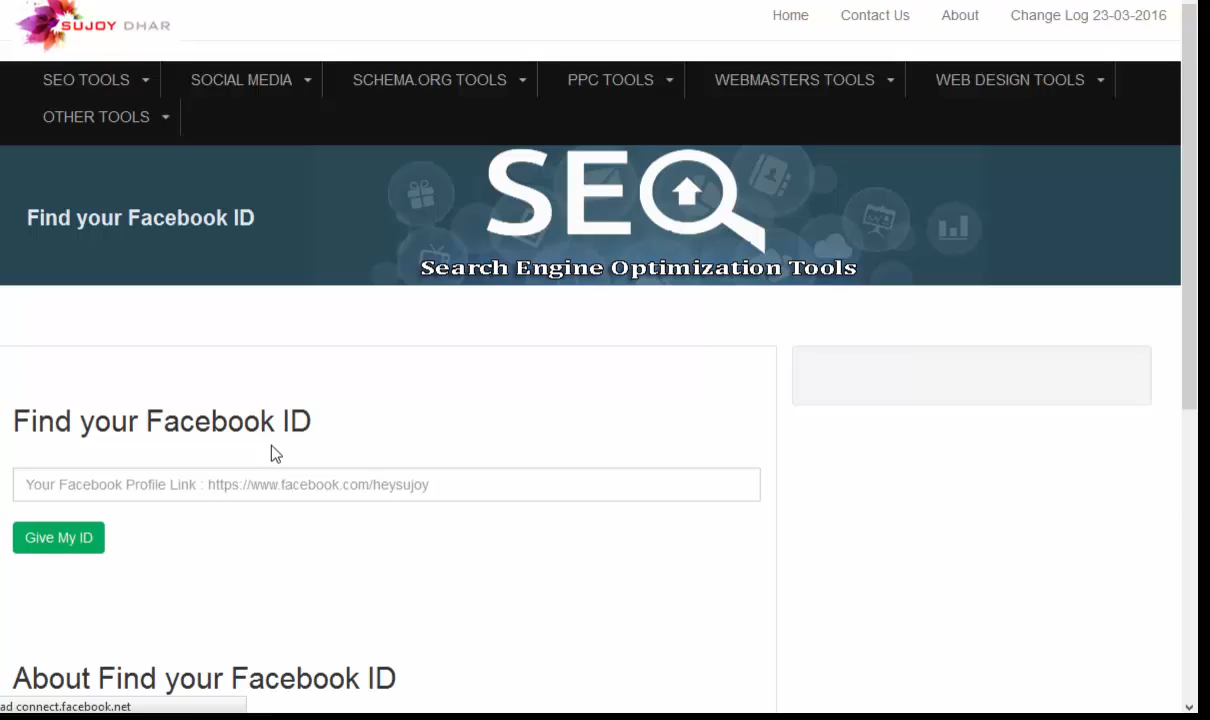 SUJOY DHAR
Home Contact Us About Change Log 23-03-2016
SEO TOOLS SOCIAL MEDIA SCHEMA.ORG TOOLS PPC TOOLS WEBMASTERS TOOLS WEB DESIGN TOOLS
OTHER TOOLS
SEO
Find your Facebook ID
Search Engine Optimization Tools
Find your Facebook ID
Your Facebook Profile Link : https://www.facebook.com/heysujoy
Give My ID
About Find your Facebook ID
ad connect.facebook.net